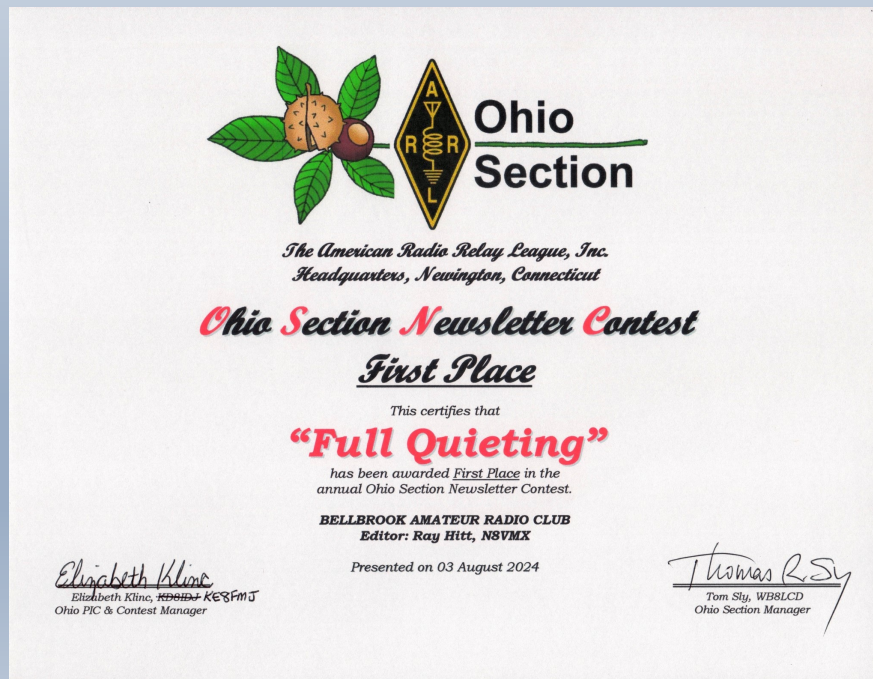 Ohio
Section
A
R R
L
The American Radio Relay League, Inc.
Headquarters, Newington, Connecticut
Ohio Section Newsletter Contest
First Place
This certifies that
“Full Quieting”
has been awarded First Place in the
annual Ohio Section Newsletter Contest.
BELLBROOK AMATEUR RADIO CLUB
Editor: Ray Hitt, N8VMX
Presented on 03 August 2024
Elizabeth Klinc
Elizabeth Klinc, KD8IDJ KE8FMJ
Ohio PIC & Contest Manager
Thomas R Sly
Tom Sly, WB8LCD
Ohio Section Manager